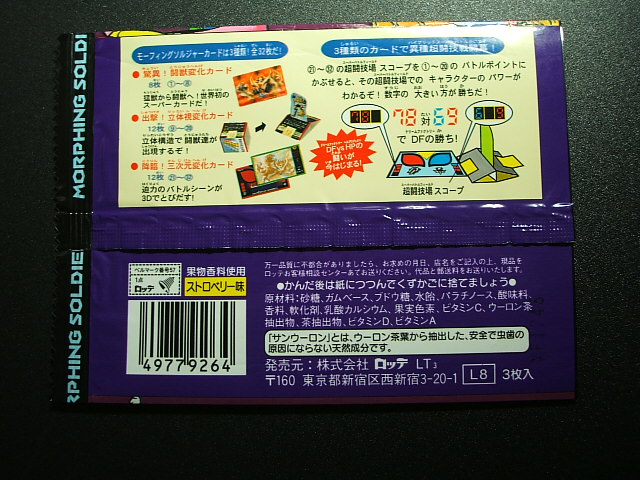 MORPHING SOLDI
モーフィングソルジャーカードは3種類!全32枚だ!
●驚異!闘獣変化カード
8枚 ①~⑧
猛獣から闘獣へ!世界初の
スーパーカードだ!
●出撃!立体視変化カード
12枚 ⑨~⑳
立体構造で闘獣達が
出現するぞ!
●降臨!三次元変化カード
12枚 ㉑~㉜
迫力のバトルシーンが
3Dでとびだす!
DFvsHPの
闘いが
今はじまる!
3種類のカードで異種超闘技戦開幕!
㉑~㉜の超闘技場 スコープを①~⑳の バトルポイントに
かぶせると、その超闘技場での キャラクターの パワーが
わかるぞ!数字の 大きい方が 勝ちだ!
78 対 69
で DFの勝ち!
超闘技場 スコープ
RPHING SOLDIE
ベルマーク番号57
1点
ロッテ
果物香料使用
ストロベリー味
49779264
万一品質に不都合がありましたら、お求めの月日、店名をご記入の上、現品を
ロッテお客様相談センターあてお送りください。代品と郵送料をお送りいたします。
●かんだ後は紙につつんでくずかごに捨てましょう●
原材料:砂糖、ガムベース、ブドウ糖、水飴、パラチノース、酸味料、
香料、軟化剤、乳酸カルシウム、果実色素、ビタミンC、ウーロン茶
抽出物、茶抽出物、ビタミンD、ビタミンA
「サンウーロン」とは、ウーロン茶葉から抽出した、安全で虫歯の
原因にならない天然成分です。
発売元:株式会社 ロッテ LT3
〒160 東京都新宿区西新宿3-20-1 L8 3枚入